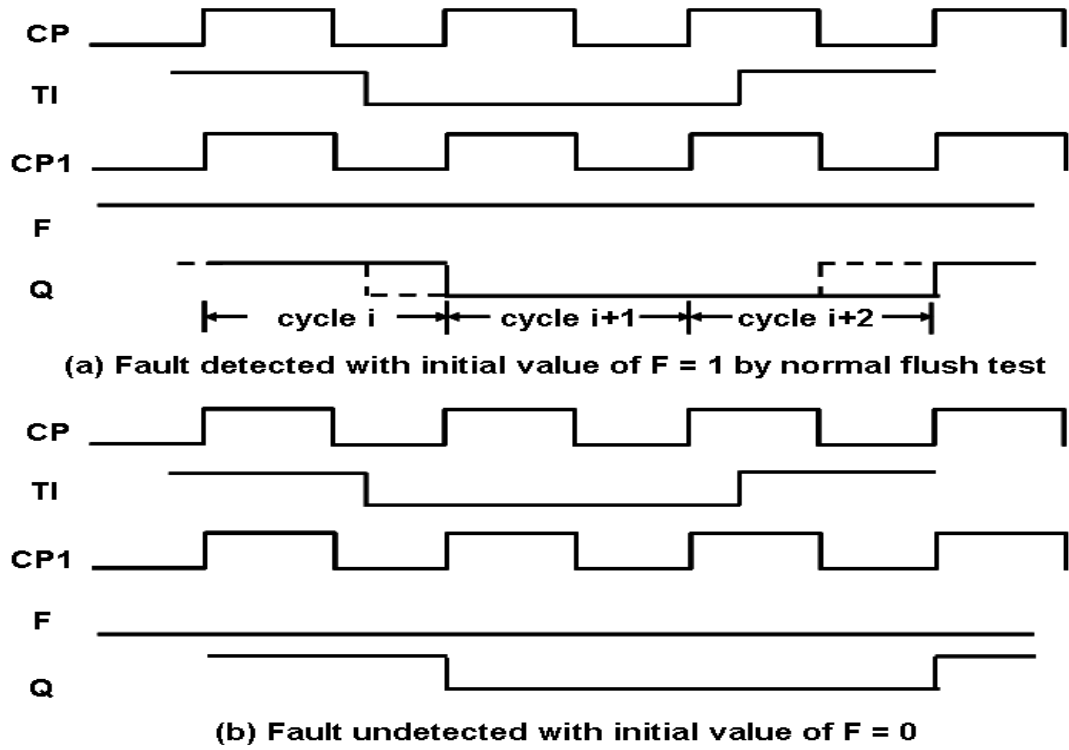 CP
TI
CP1
F
Q
cycle i cycle i+1 cycle i+2
(a) Fault detected with initial value of F = 1 by normal flush test
CP
TI
CP1
F
Q
(b) Fault undetected with initial value of F = 0